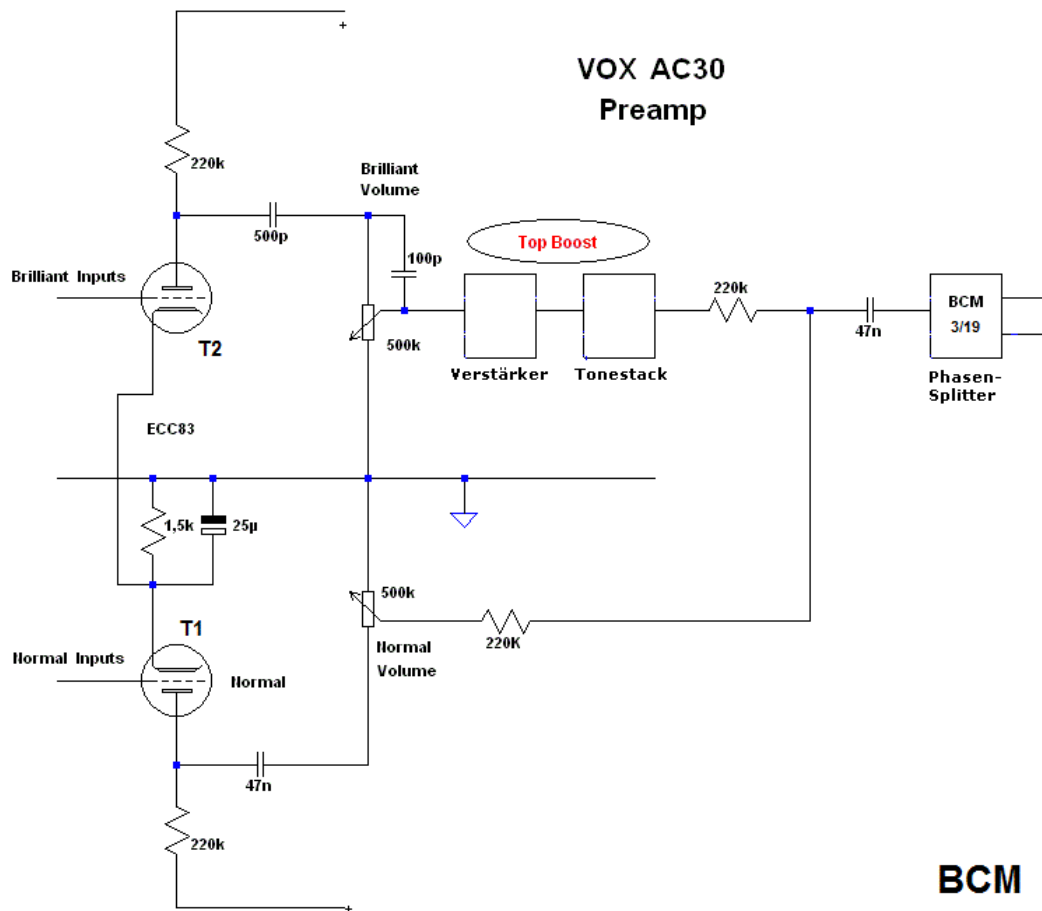 +
VOX AC30
Preamp
220k
Brilliant
Volume
500p
100p
Top Boost
Brilliant Inputs
T2
500k
Verstärker
Tonestack
220k
47n
BCM
3/19
Phasen-
Splitter
ECC83
1,5k
25µ
500k
T1
220K
Normal Inputs
Normal
Normal
Volume
47n
220k
BCM
+